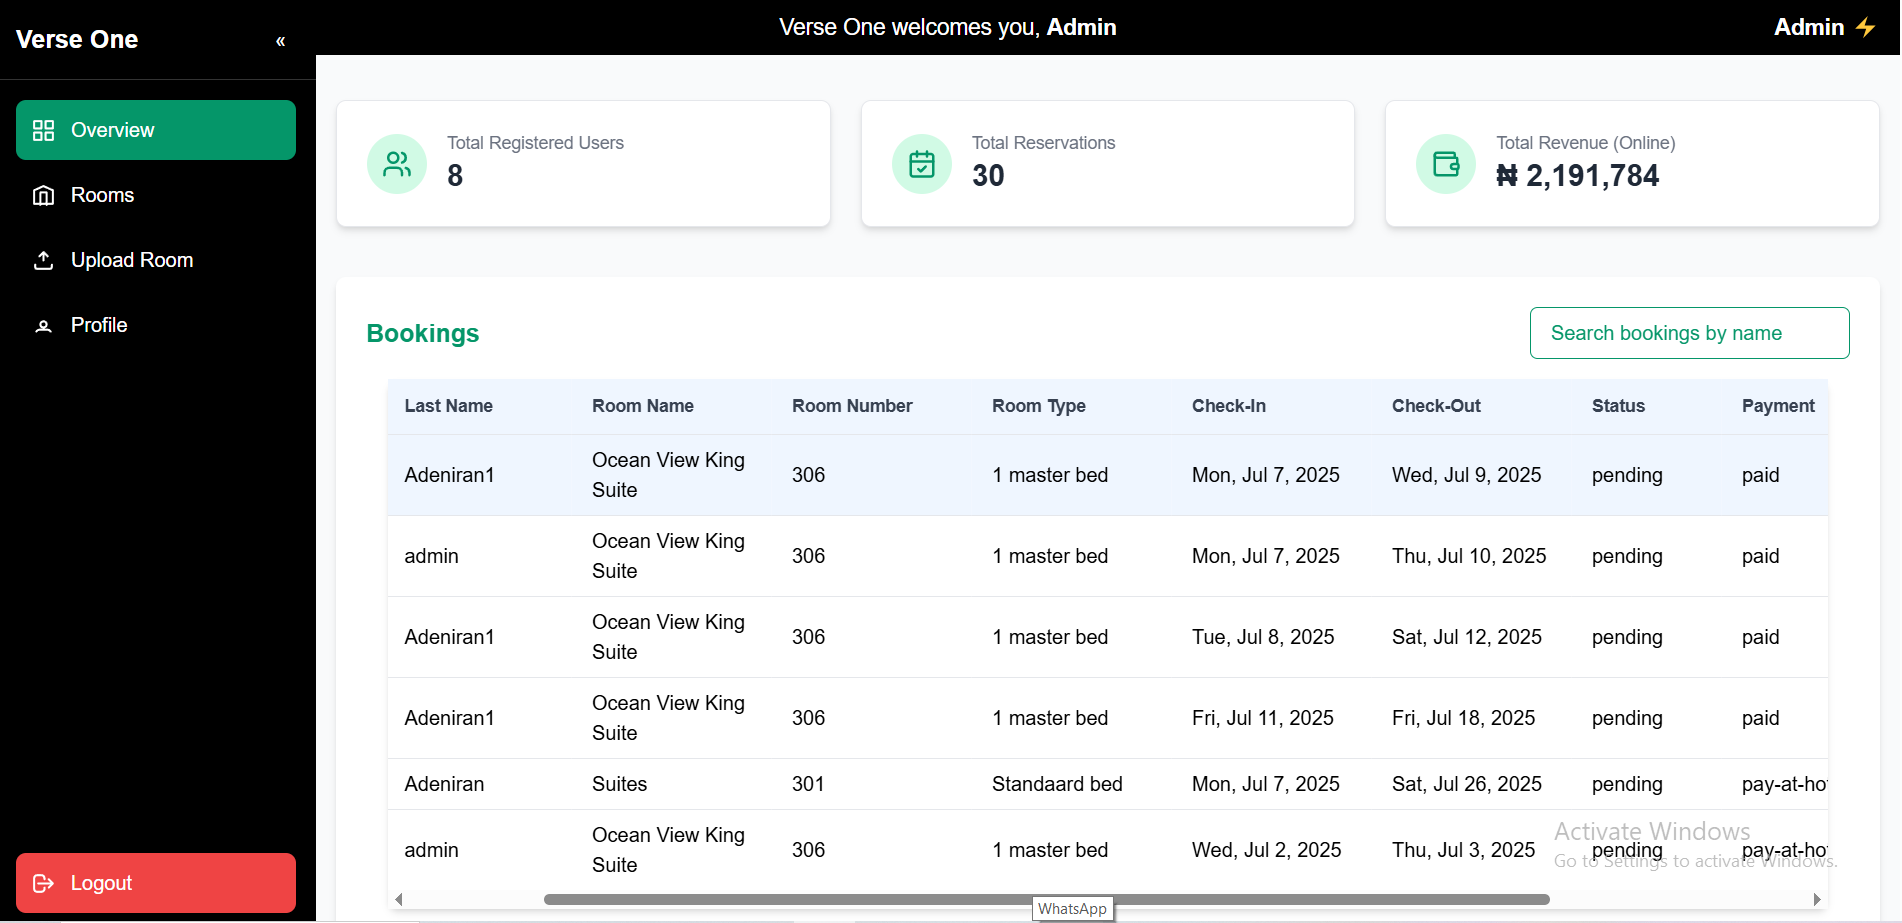 Verse One
«
Verse One welcomes you, Admin
Admin ⚡
Overview
Rooms
Upload Room
Profile
Logout
Total Registered Users
8
Total Reservations
30
Total Revenue (Online)
₦ 2,191,784
Bookings
Search bookings by name
Last Name Room Name Room Number Room Type Check-In Check-Out Status Payment
Adeniran1 Ocean View King Suite 306 1 master bed Mon, Jul 7, 2025 Wed, Jul 9, 2025 pending paid
admin Ocean View King Suite 306 1 master bed Mon, Jul 7, 2025 Thu, Jul 10, 2025 pending paid
Adeniran1 Ocean View King Suite 306 1 master bed Tue, Jul 8, 2025 Sat, Jul 12, 2025 pending paid
Adeniran1 Ocean View King Suite 306 1 master bed Fri, Jul 11, 2025 Fri, Jul 18, 2025 pending paid
Adeniran Suites 301 Standaard bed Mon, Jul 7, 2025 Sat, Jul 26, 2025 pending pay-at-ho
admin Ocean View King Suite 306 1 master bed Wed, Jul 2, 2025 Thu, Jul 3, 2025 pending pay-at-ho
Activate Windows
Go to Settings to activate Windows.
WhatsApp